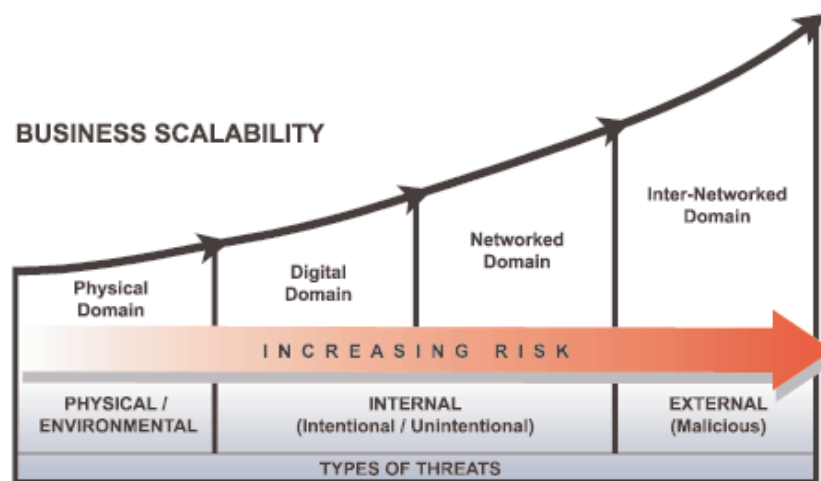 BUSINESS SCALABILITY
Inter-Networked
Domain
Networked
Domain
Digital
Domain
Physical
Domain
INCREASING RISK
PHYSICAL /
ENVIRONMENTAL
INTERNAL
(Intentional / Unintentional)
EXTERNAL
(Malicious)
TYPES OF THREATS